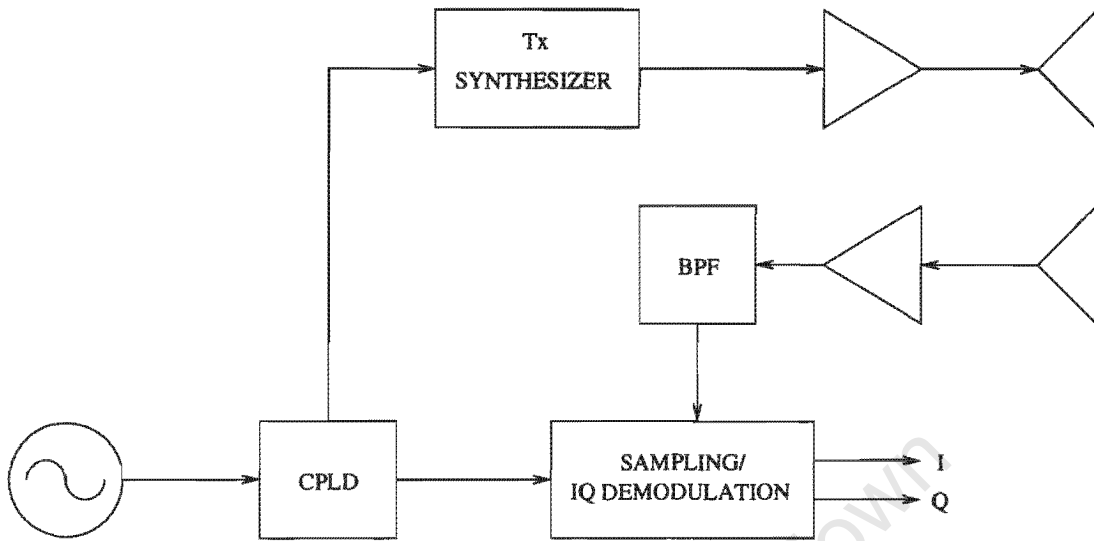 Tx
SYNTHESIZER
BPF
CPLD
SAMPLING/
IQ DEMODULATION
I
Q